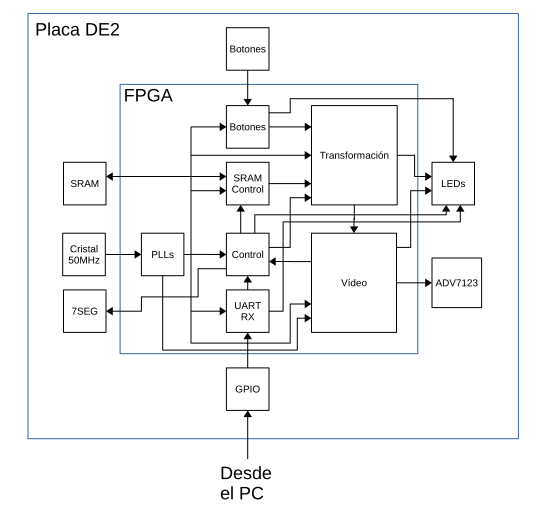 Placa DE2
Botones
FPGA
Botones
Transformación
SRAM
SRAM
Control
LEDs
Cristal
50MHz
PLLs
Control
Vídeo
ADV7123
7SEG
UART
RX
GPIO
Desde
el PC